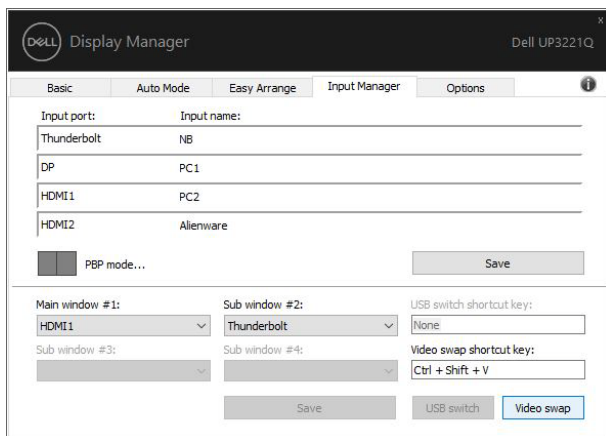 DELL Display Manager
Dell UP3221Q
x
Basic Auto Mode Easy Arrange Input Manager Options i
Input port: Input name:
Thunderbolt NB
DP PC1
HDMI1 PC2
HDMI2 Alienware
PBP mode... Save
Main window #1: Sub window #2: USB switch shortcut key:
HDMI1 Thunderbolt None
Sub window #3: Sub window #4: Video swap shortcut key:
Ctrl + Shift + V
Save USB switch Video swap